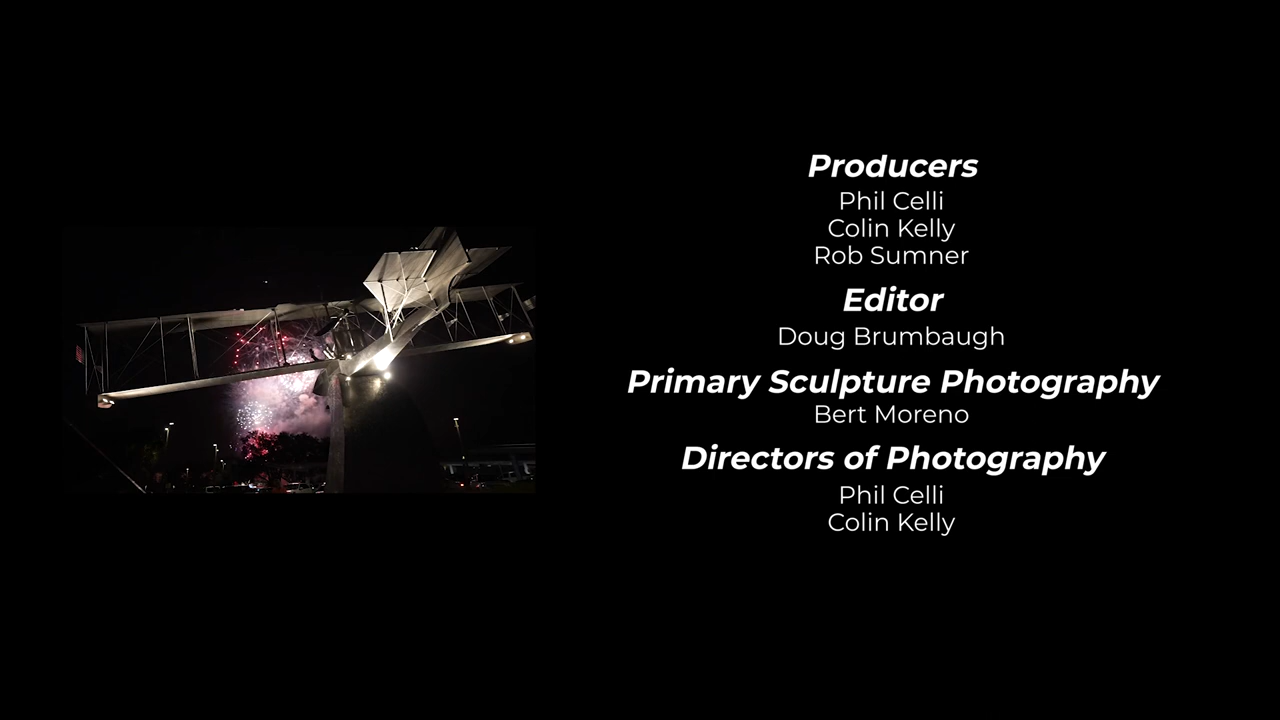 Producers
Phil Celli
Colin Kelly
Rob Sumner
Editor
Doug Brumbaugh
Primary Sculpture Photography
Bert Moreno
Directors of Photography
Phil Celli
Colin Kelly